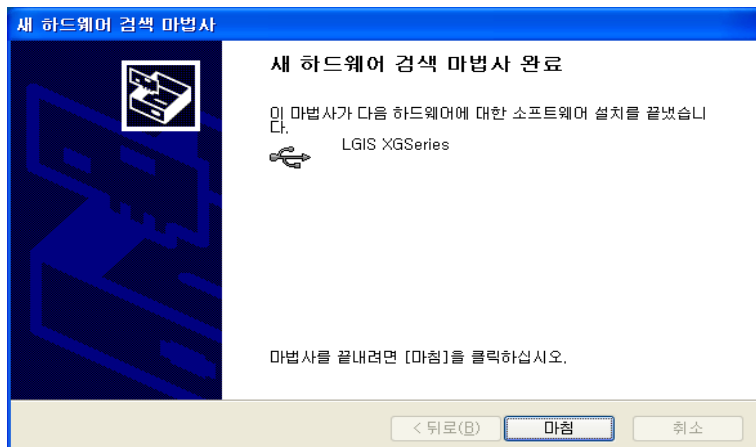 새 하드웨어 검색 마법사
새 하드웨어 검색 마법사 완료
이 마법사가 다음 하드웨어에 대한 소프트웨어 설치를 끝냈습니
다.
LGIS XGSeries
마법사를 끝내려면 [마침]을 클릭하십시오.
< 뒤로(B) 마침 취소